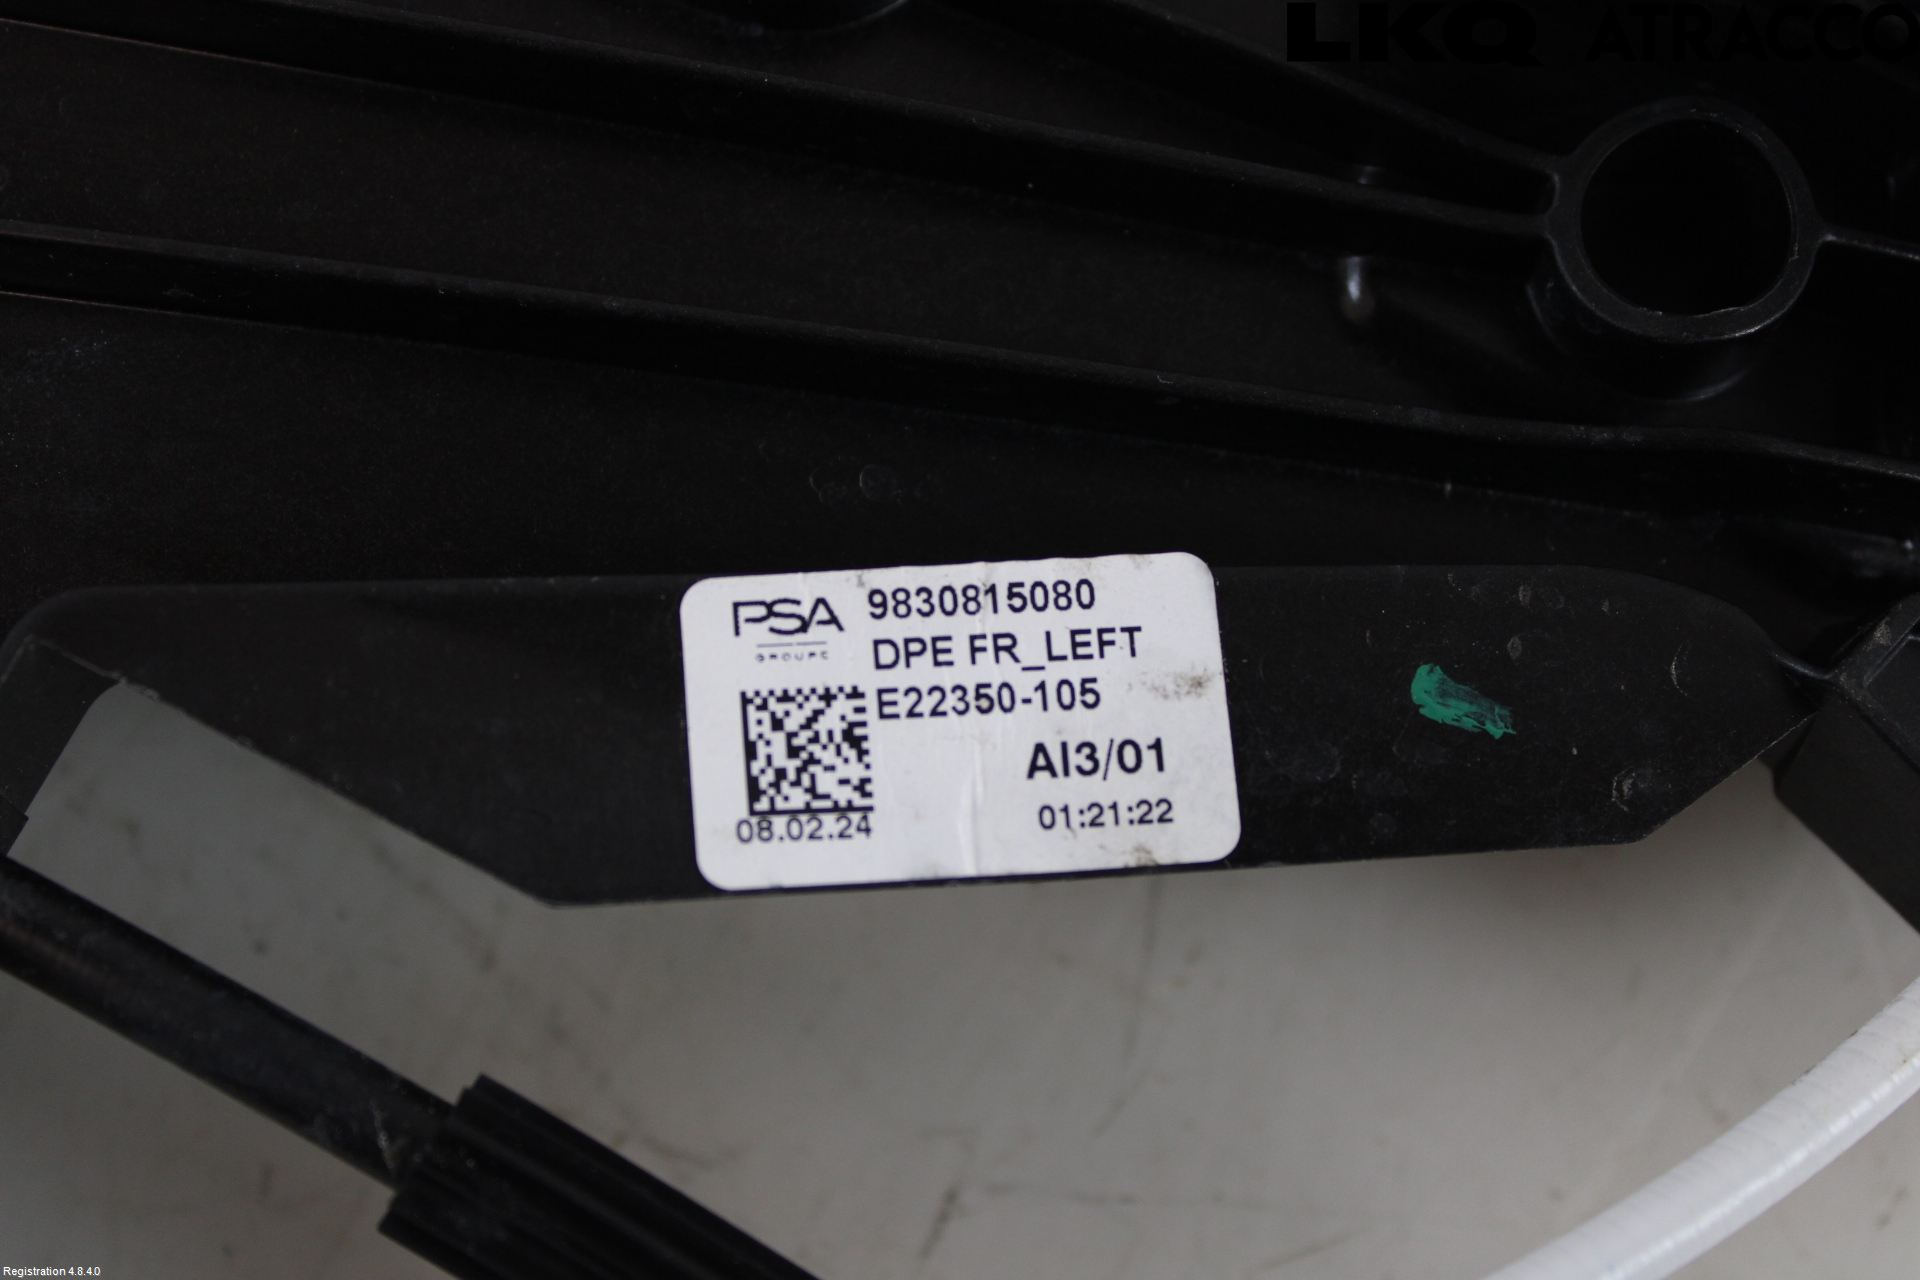 LKQ ATRACCO
PSA
GROUPE
9830815080
DPE FR_LEFT
E22350-105
AI3/01
08.02.24
01:21:22
Registration 4.8.4.0